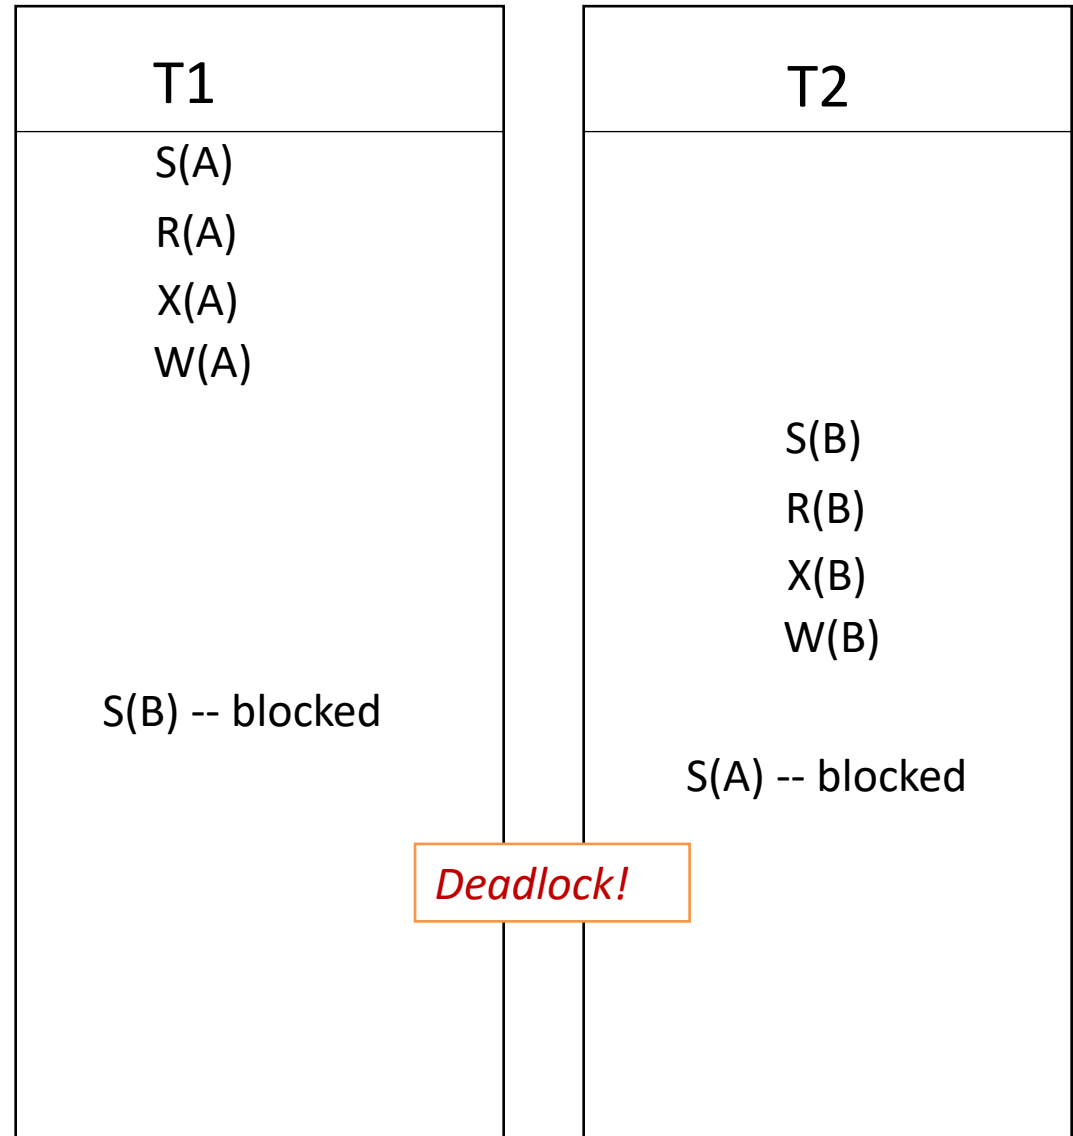 T1
T2
S(A)
R(A)
X(A)
W(A)
S(B)
R(B)
X(B)
W(B)
S(B) -- blocked
S(A) -- blocked
Deadlock!